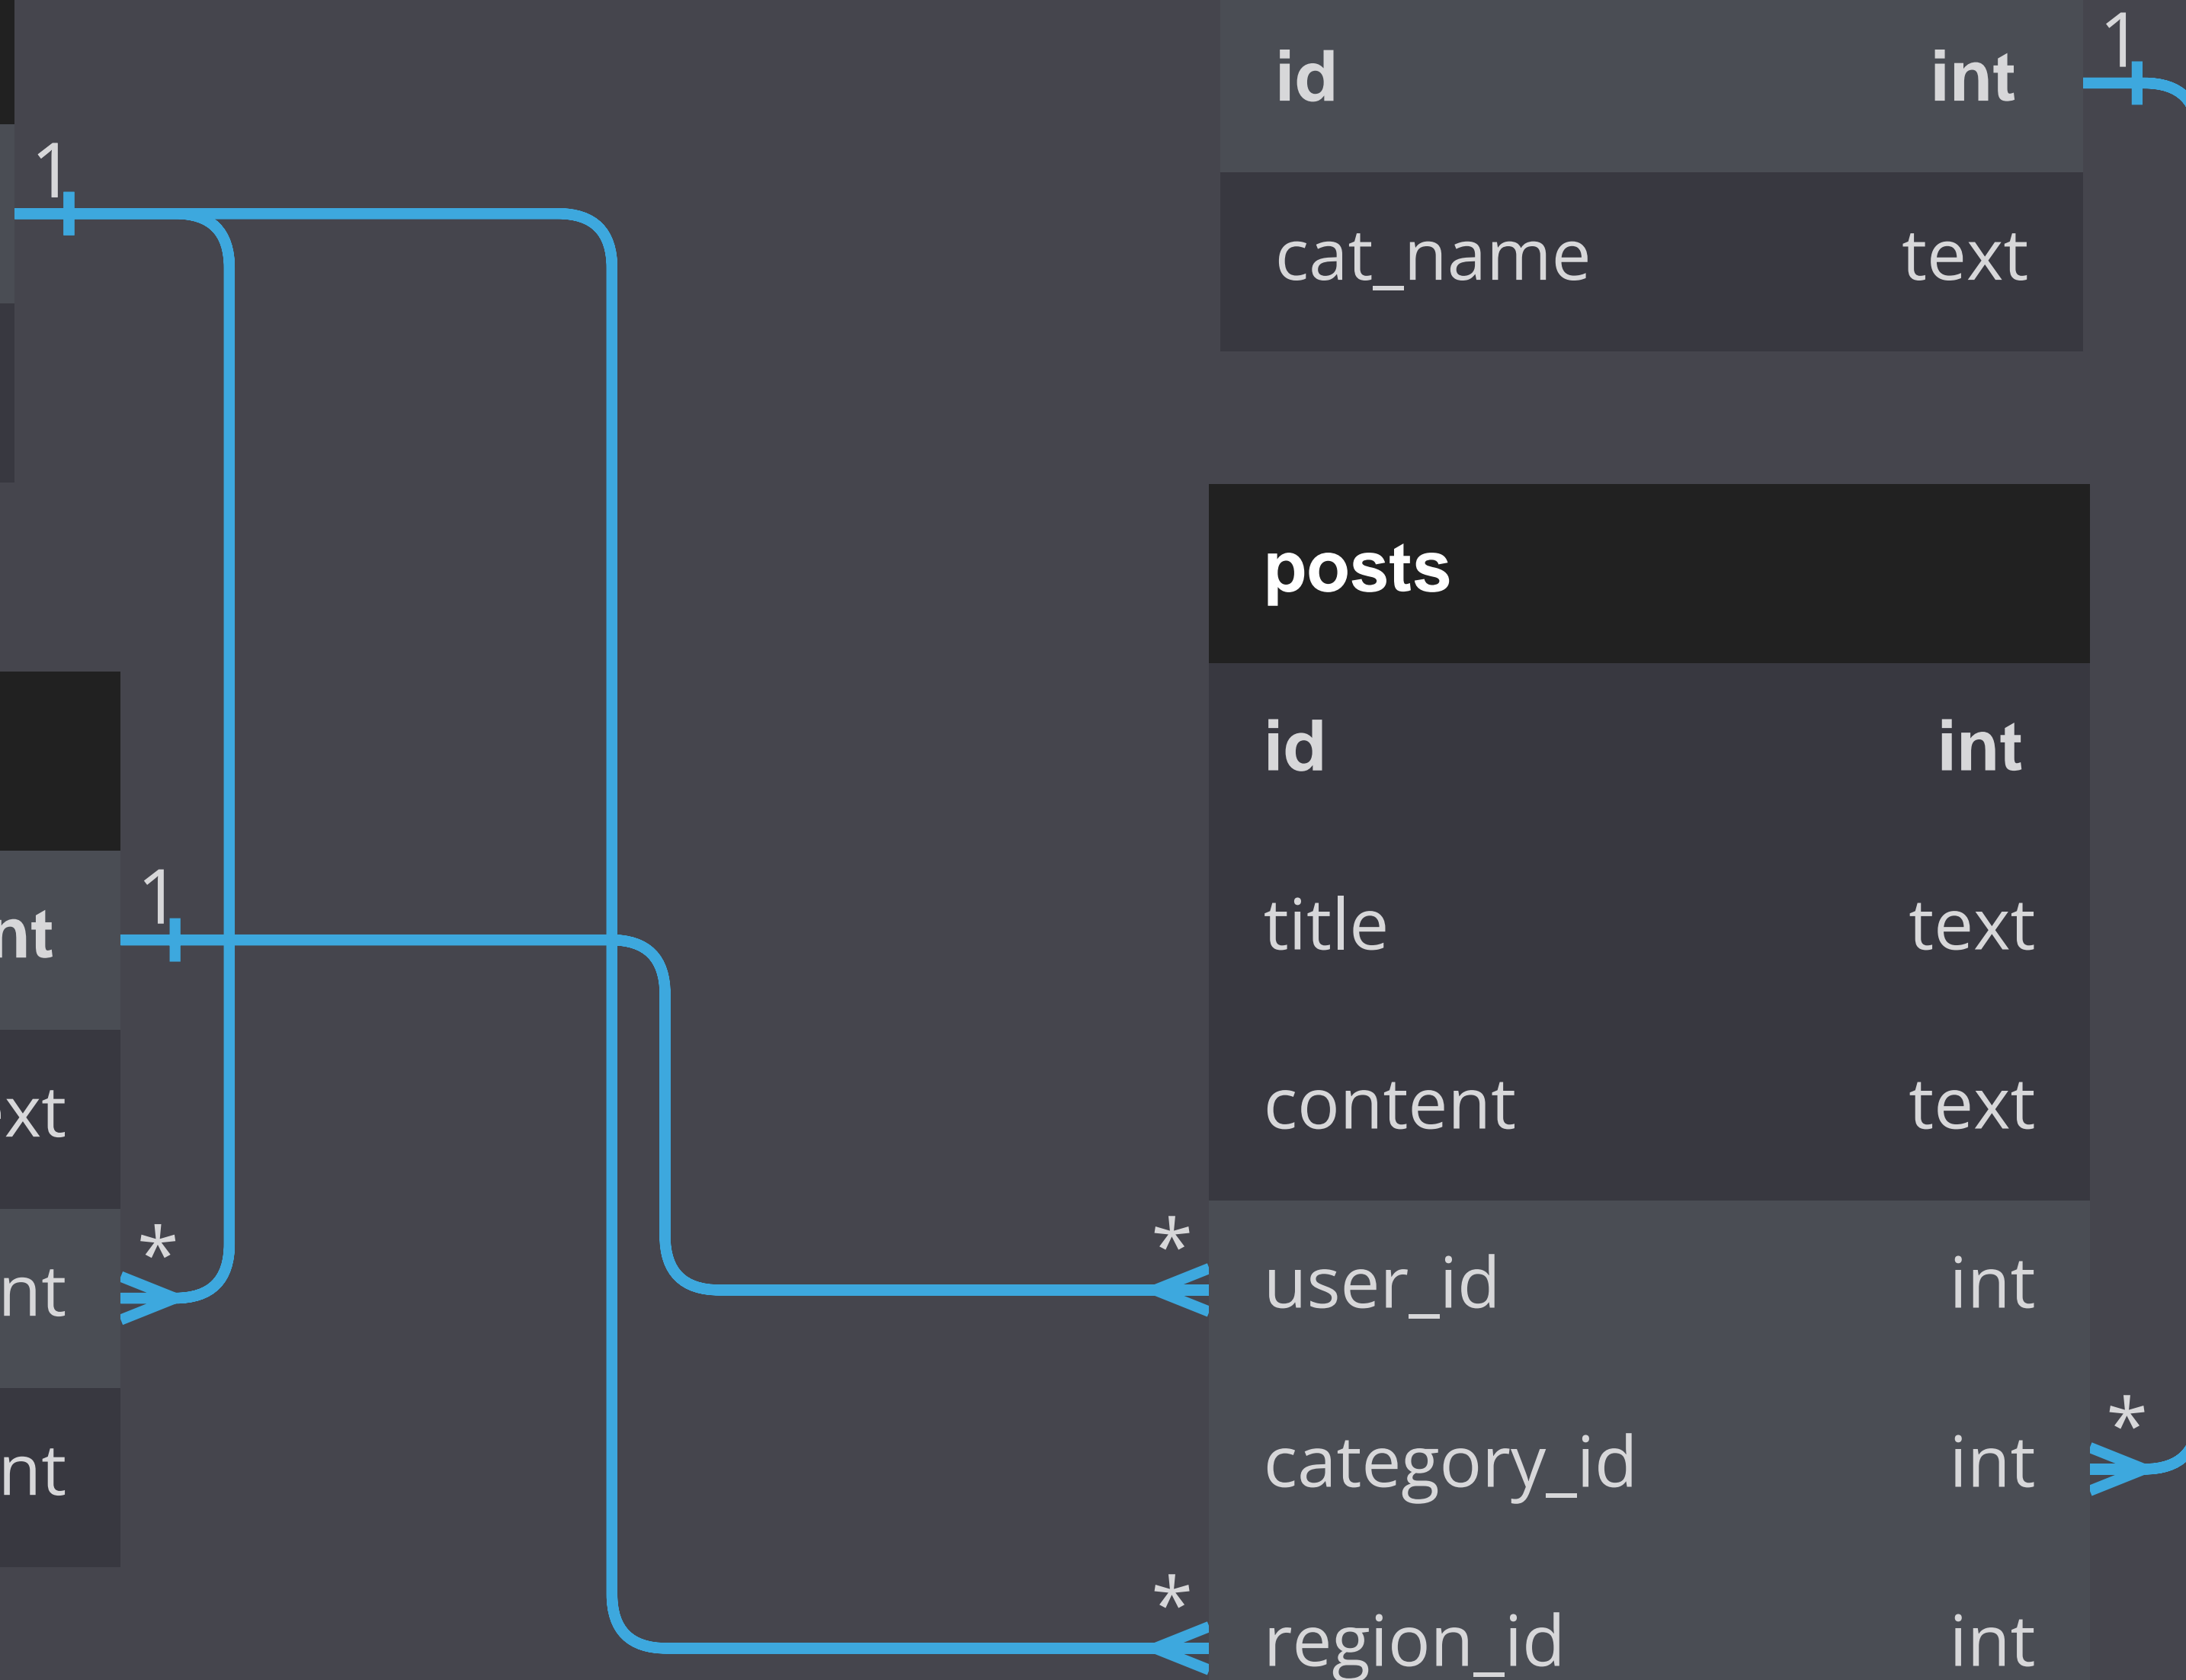 id int 1
cat_name text
1
posts
id int
title text
1
content text
*
*
user_id int
category_id int *
*
region_id int